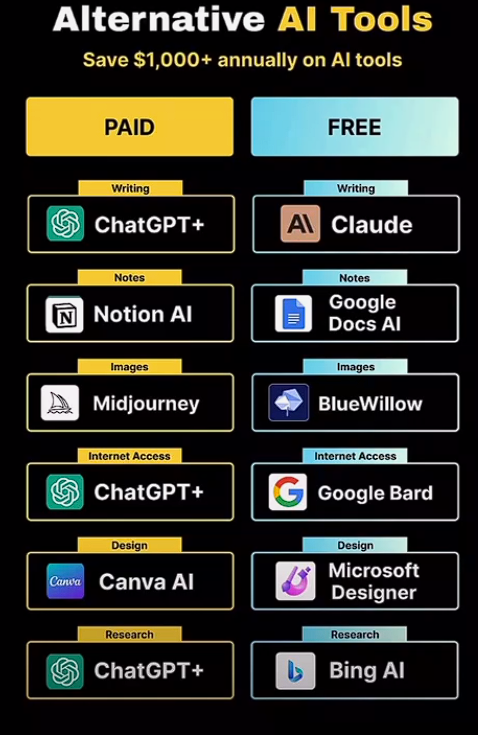 Alternative AI Tools
Save $1,000+ annually on AI tools
PAID
FREE
Writing
ChatGPT+
Writing
A\ Claude
Notes
N Notion AI
Notes
Google
Docs AI
Images
Midjourney
Images
BlueWillow
Internet Access
ChatGPT+
Internet Access
G Google Bard
Design
Canva Canva AI
Design
Microsoft
Designer
Research
ChatGPT+
Research
b Bing AI